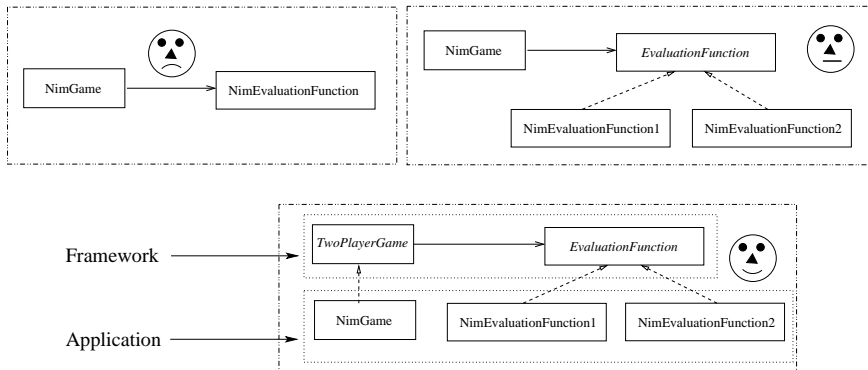 NimGame
NimEvaluationFunction
NimGame
EvaluationFunction
NimEvaluationFunction1
NimEvaluationFunction2
Framework
TwoPlayerGame
EvaluationFunction
Application
NimGame
NimEvaluationFunction1
NimEvaluationFunction2